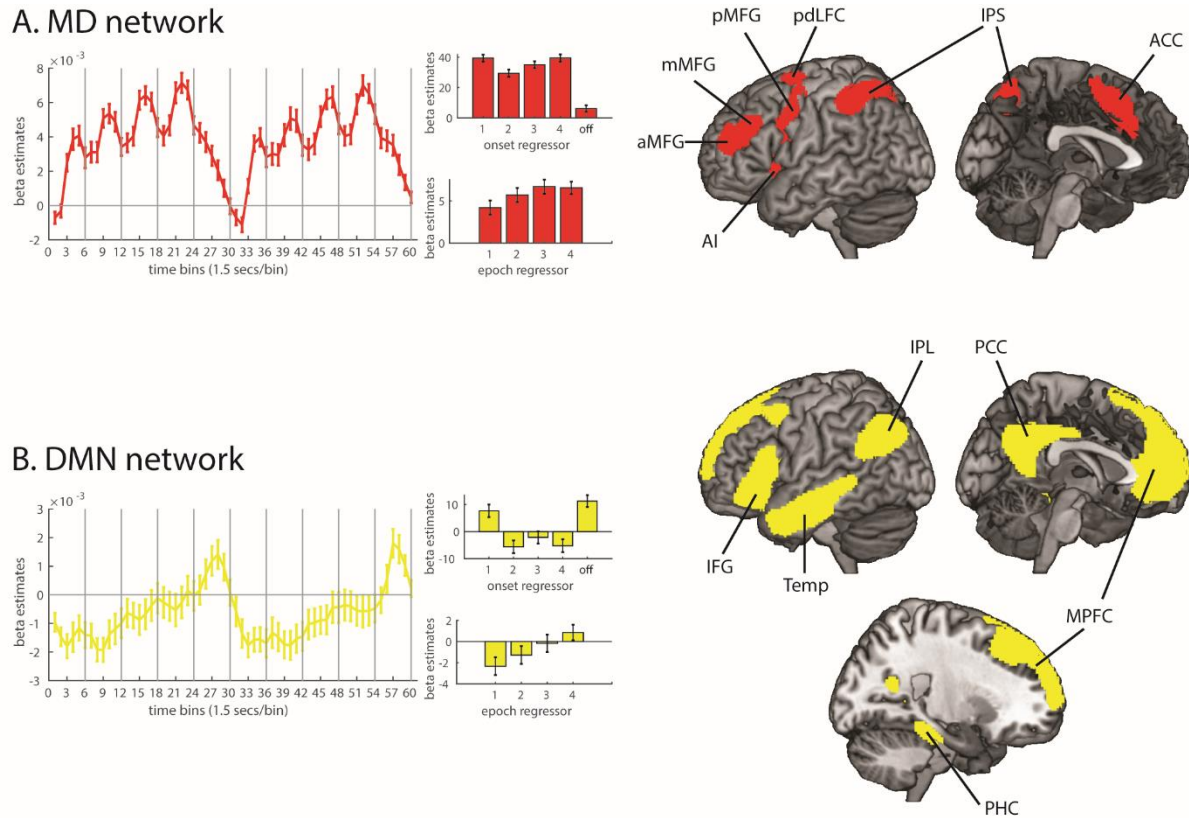 A. MD network
×10⁻³
8
6
4
2
0
-2
beta estimates
0 3 6 9 12 15 18 21 24 27 30 33 36 39 42 45 48 51 54 57 60
time bins (1.5 secs/bin)
40
20
0
beta estimates
1 2 3 4 off
onset regressor
5
0
beta estimates
1 2 3 4
epoch regressor
pMFG
pdLFC
IPS
ACC
mMFG
aMFG
AI
B. DMN network
×10⁻³
3
2
1
0
-1
-2
-3
beta estimates
0 3 6 9 12 15 18 21 24 27 30 33 36 39 42 45 48 51 54 57 60
time bins (1.5 secs/bin)
10
0
-10
beta estimates
1 2 3 4 off
onset regressor
2
0
-2
-4
beta estimates
1 2 3 4
epoch regressor
IPL
PCC
IFG
Temp
MPFC
PHC